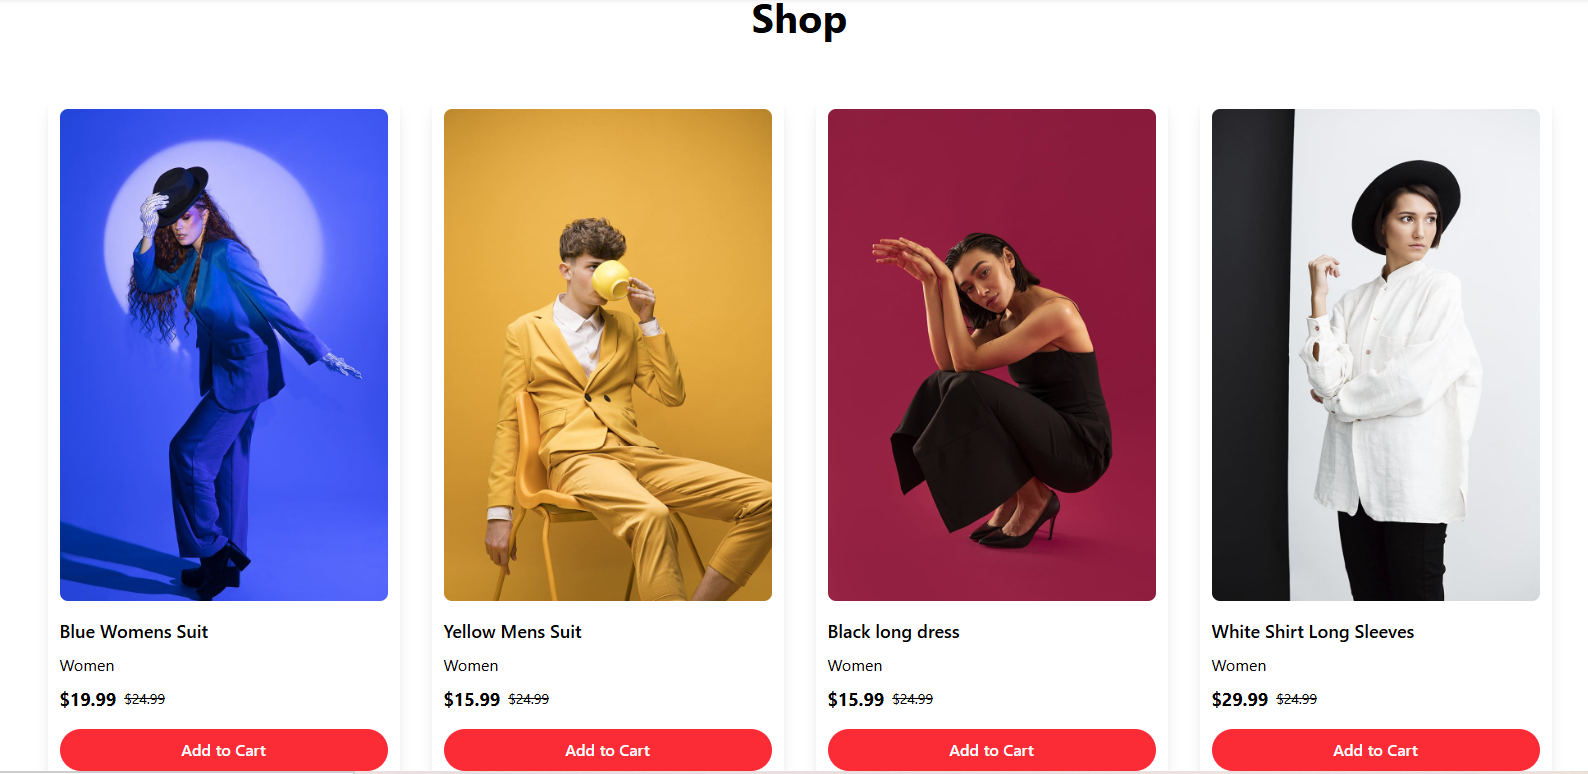 Shop
Blue Womens Suit
Women
$19.99 $24.99
Add to Cart
Yellow Mens Suit
Women
$15.99 $24.99
Add to Cart
Black long dress
Women
$15.99 $24.99
Add to Cart
White Shirt Long Sleeves
Women
$29.99 $24.99
Add to Cart